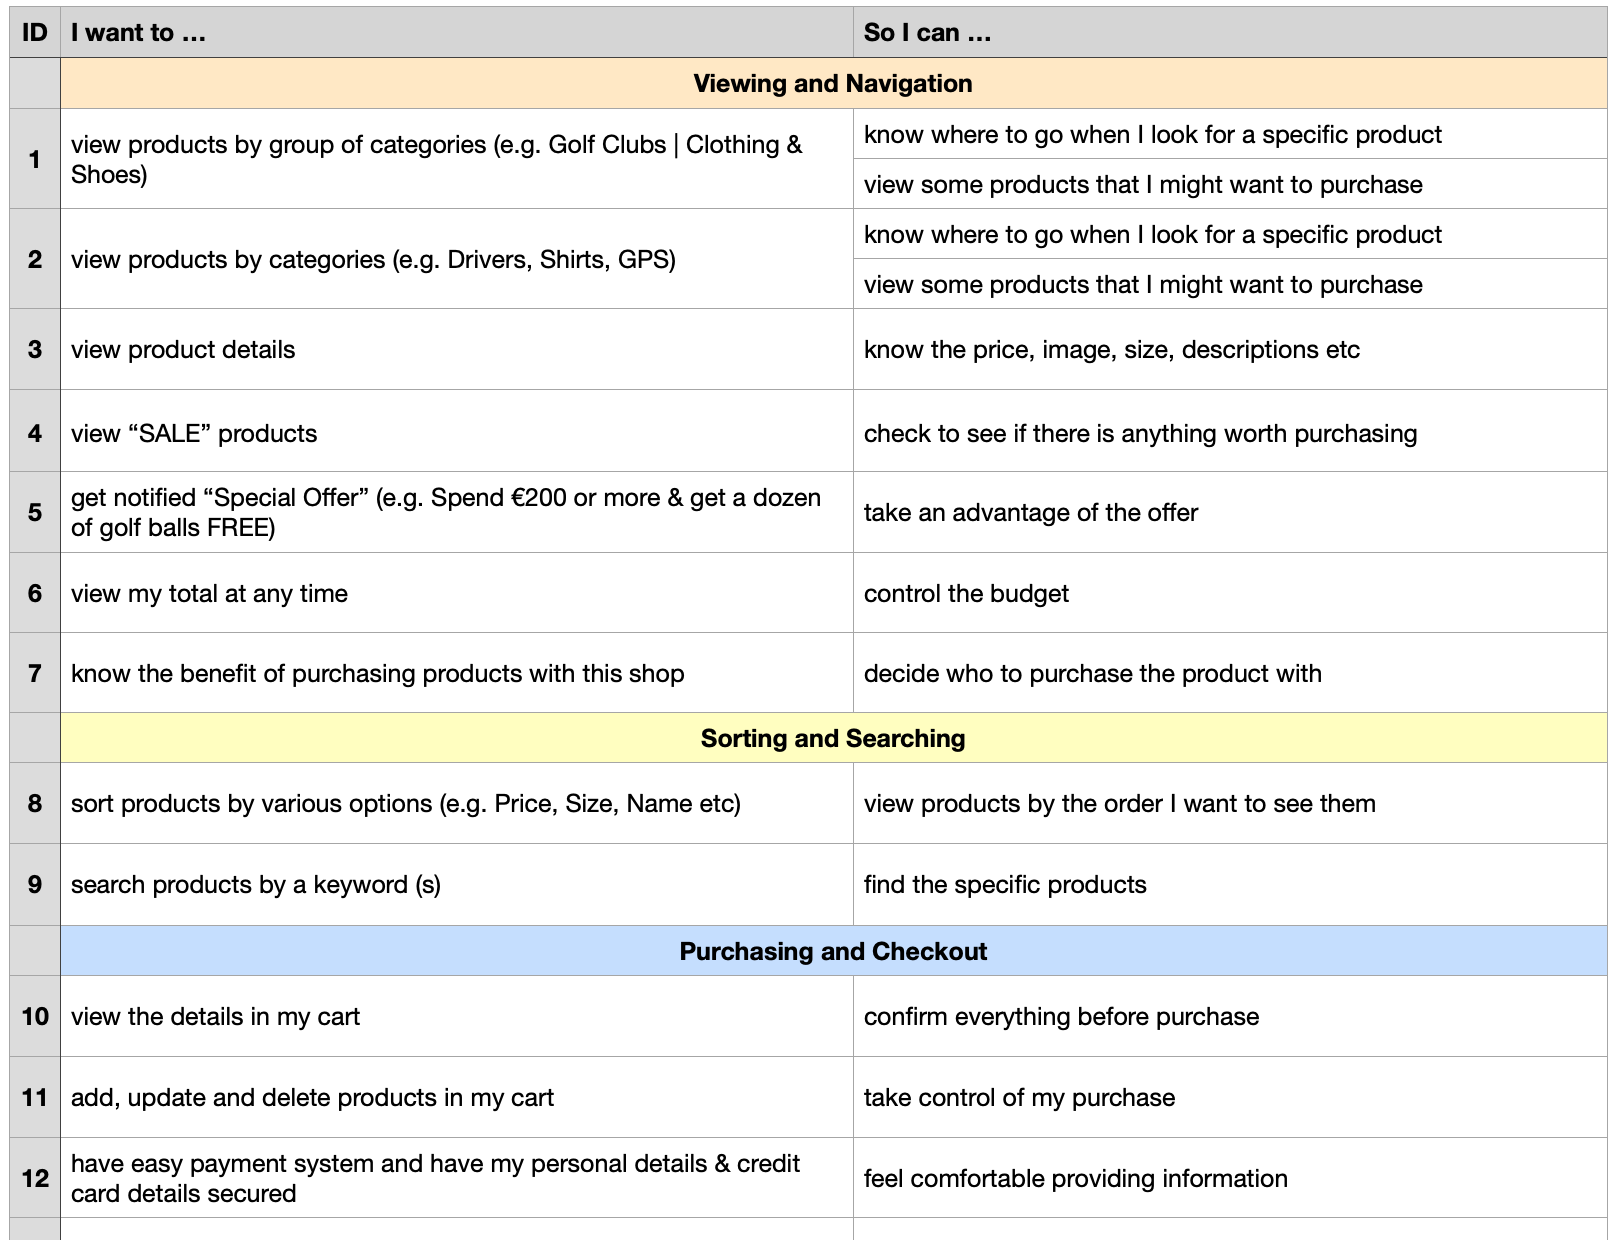 ID I want to … So I can …
Viewing and Navigation
1 view products by group of categories (e.g. Golf Clubs | Clothing &
Shoes)
know where to go when I look for a specific product
view some products that I might want to purchase
2 view products by categories (e.g. Drivers, Shirts, GPS)
know where to go when I look for a specific product
view some products that I might want to purchase
3 view product details know the price, image, size, descriptions etc
4 view “SALE” products check to see if there is anything worth purchasing
5 get notified “Special Offer” (e.g. Spend €200 or more & get a dozen
of golf balls FREE)
take an advantage of the offer
6 view my total at any time control the budget
7 know the benefit of purchasing products with this shop decide who to purchase the product with
Sorting and Searching
8 sort products by various options (e.g. Price, Size, Name etc) view products by the order I want to see them
9 search products by a keyword (s) find the specific products
Purchasing and Checkout
10 view the details in my cart confirm everything before purchase
11 add, update and delete products in my cart take control of my purchase
12 have easy payment system and have my personal details & credit
card details secured
feel comfortable providing information